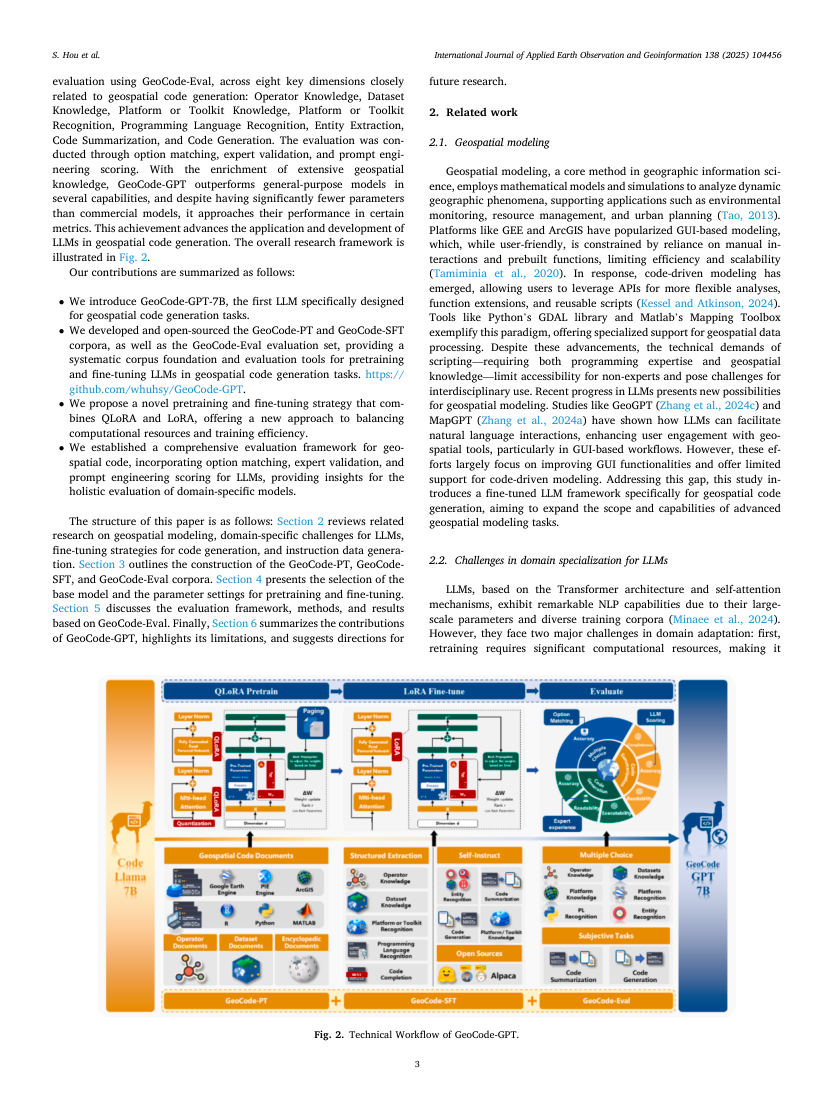 S. Hou et al.
International Journal of Applied Earth Observation and Geoinformation 138 (2025) 104456
evaluation using GeoCode-Eval, across eight key dimensions closely
related to geospatial code generation: Operator Knowledge, Dataset
Knowledge, Platform or Toolkit Knowledge, Platform or Toolkit
Recognition, Programming Language Recognition, Entity Extraction,
Code Summarization, and Code Generation. The evaluation was con-
ducted through option matching, expert validation, and prompt engi-
neering scoring. With the enrichment of extensive geospatial
knowledge, GeoCode-GPT outperforms general-purpose models in
several capabilities, and despite having significantly fewer parameters
than commercial models, it approaches their performance in certain
metrics. This achievement advances the application and development of
LLMs in geospatial code generation. The overall research framework is
illustrated in Fig. 2.
Our contributions are summarized as follows:
• We introduce GeoCode-GPT-7B, the first LLM specifically designed
for geospatial code generation tasks.
• We developed and open-sourced the GeoCode-PT and GeoCode-SFT
corpora, as well as the GeoCode-Eval evaluation set, providing a
systematic corpus foundation and evaluation tools for pretraining
and fine-tuning LLMs in geospatial code generation tasks. https://
github.com/whuhsy/GeoCode-GPT.
• We propose a novel pretraining and fine-tuning strategy that com-
bines QLoRA and LoRA, offering a new approach to balancing
computational resources and training efficiency.
• We established a comprehensive evaluation framework for geo-
spatial code, incorporating option matching, expert validation, and
prompt engineering scoring for LLMs, providing insights for the
holistic evaluation of domain-specific models.
The structure of this paper is as follows: Section 2 reviews related
research on geospatial modeling, domain-specific challenges for LLMs,
fine-tuning strategies for code generation, and instruction data genera-
tion. Section 3 outlines the construction of the GeoCode-PT, GeoCode-
SFT, and GeoCode-Eval corpora. Section 4 presents the selection of the
base model and the parameter settings for pretraining and fine-tuning.
Section 5 discusses the evaluation framework, methods, and results
based on GeoCode-Eval. Finally, Section 6 summarizes the contributions
of GeoCode-GPT, highlights its limitations, and suggests directions for
future research.
2. Related work
2.1. Geospatial modeling
Geospatial modeling, a core method in geographic information sci-
ence, employs mathematical models and simulations to analyze dynamic
geographic phenomena, supporting applications such as environmental
monitoring, resource management, and urban planning (Tao, 2013).
Platforms like GEE and ArcGIS have popularized GUI-based modeling,
which, while user-friendly, is constrained by reliance on manual in-
teractions and prebuilt functions, limiting efficiency and scalability
(Tamiminia et al., 2020). In response, code-driven modeling has
emerged, allowing users to leverage APIs for more flexible analyses,
function extensions, and reusable scripts (Kessel and Atkinson, 2024).
Tools like Python's GDAL library and Matlab's Mapping Toolbox
exemplify this paradigm, offering specialized support for geospatial data
processing. Despite these advancements, the technical demands of
scripting—requiring both programming expertise and geospatial
knowledge—limit accessibility for non-experts and pose challenges for
interdisciplinary use. Recent progress in LLMs presents new possibilities
for geospatial modeling. Studies like GeoGPT (Zhang et al., 2024c) and
MapGPT (Zhang et al., 2024a) have shown how LLMs can facilitate
natural language interactions, enhancing user engagement with geo-
spatial tools, particularly in GUI-based workflows. However, these ef-
forts largely focus on improving GUI functionalities and offer limited
support for code-driven modeling. Addressing this gap, this study in-
troduces a fine-tuned LLM framework specifically for geospatial code
generation, aiming to expand the scope and capabilities of advanced
geospatial modeling tasks.
2.2. Challenges in domain specialization for LLMs
LLMs, based on the Transformer architecture and self-attention
mechanisms, exhibit remarkable NLP capabilities due to their large-
scale parameters and diverse training corpora (Minaee et al., 2024).
However, they face two major challenges in domain adaptation: first,
retraining requires significant computational resources, making it
QLoRA Pretrain
LoRA Fine-tune
Evaluate
Layer Norm
Paging
QLoRA
Layer Norm
Attention
QLoRA
Quantization
ΔW
Weight update
Dimension d
Layer Norm
LoRA
Layer Norm
Attention
ΔW
Weight update
Dimension d
Option
Matching
LLM
Scoring
Accuracy
Multiple
Choice
Accuracy
Readability
Executability
Readability
Accuracy
Expert
experience
Code
Llama
7B
GeoCode
GPT
7B
Geospatial Code Documents
Google Earth
Engine
PIE
Engine
ArcGIS
R
Python
MATLAB
Operator
Documents
Dataset
Documents
Encyclopedic
Documents
Structured Extraction
Operator
Knowledge
Dataset
Knowledge
Platform or Toolkit
Recognition
Programming
Language
Recognition
Code
Completion
Self-Instruct
Entity
Recognition
Code
Summarization
Code
Generation
Platform/Toolkit
Knowledge
Open Sources
Alpaca
Multiple Choice
Operator
Knowledge
Datasets
Knowledge
Platform
Knowledge
Platform
Recognition
PL
Recognition
Entity
Recognition
Subjective Tasks
Code
Summarization
Code
Generation
GeoCode-PT
+
GeoCode-SFT
+
GeoCode-Eval
Fig. 2. Technical Workflow of GeoCode-GPT.
3